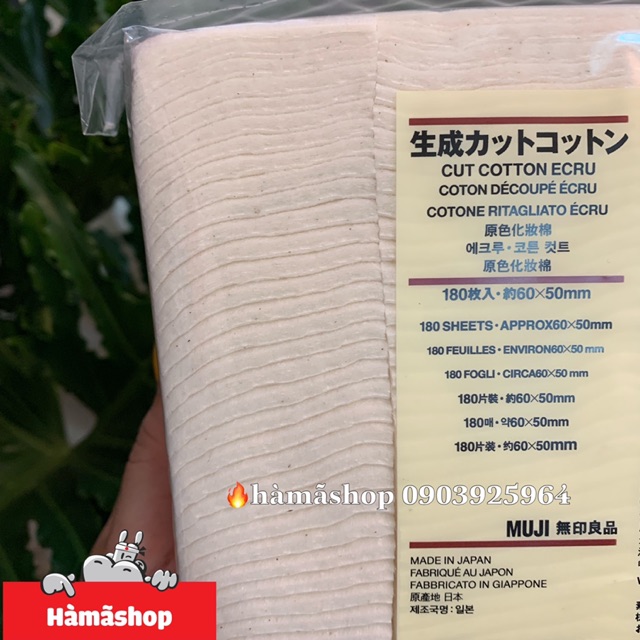 生成カットコットン
CUT COTTON ECRU
COTON DÉCOUPÉ ÉCRU
COTONE RITAGLIATO ÉCRU
原色化妝棉
에크루・코튼 컷트
原色化妝棉
180枚入・約60×50mm
180 SHEETS・APPROX60×50mm
180 FEUILLES・ENVIRON60×50 mm
180 FOGLI・CIRCA60×50 mm
180片裝・約60×50mm
180매・약60×50mm
180片装・约60×50mm
🔥hàmãshop 0903925964
MUJI 無印良品
MADE IN JAPAN
FABRIQUÉ AU JAPON
FABBRICATO IN GIAPPONE
原產地 日本
제조국명:일본
Hàmãshop